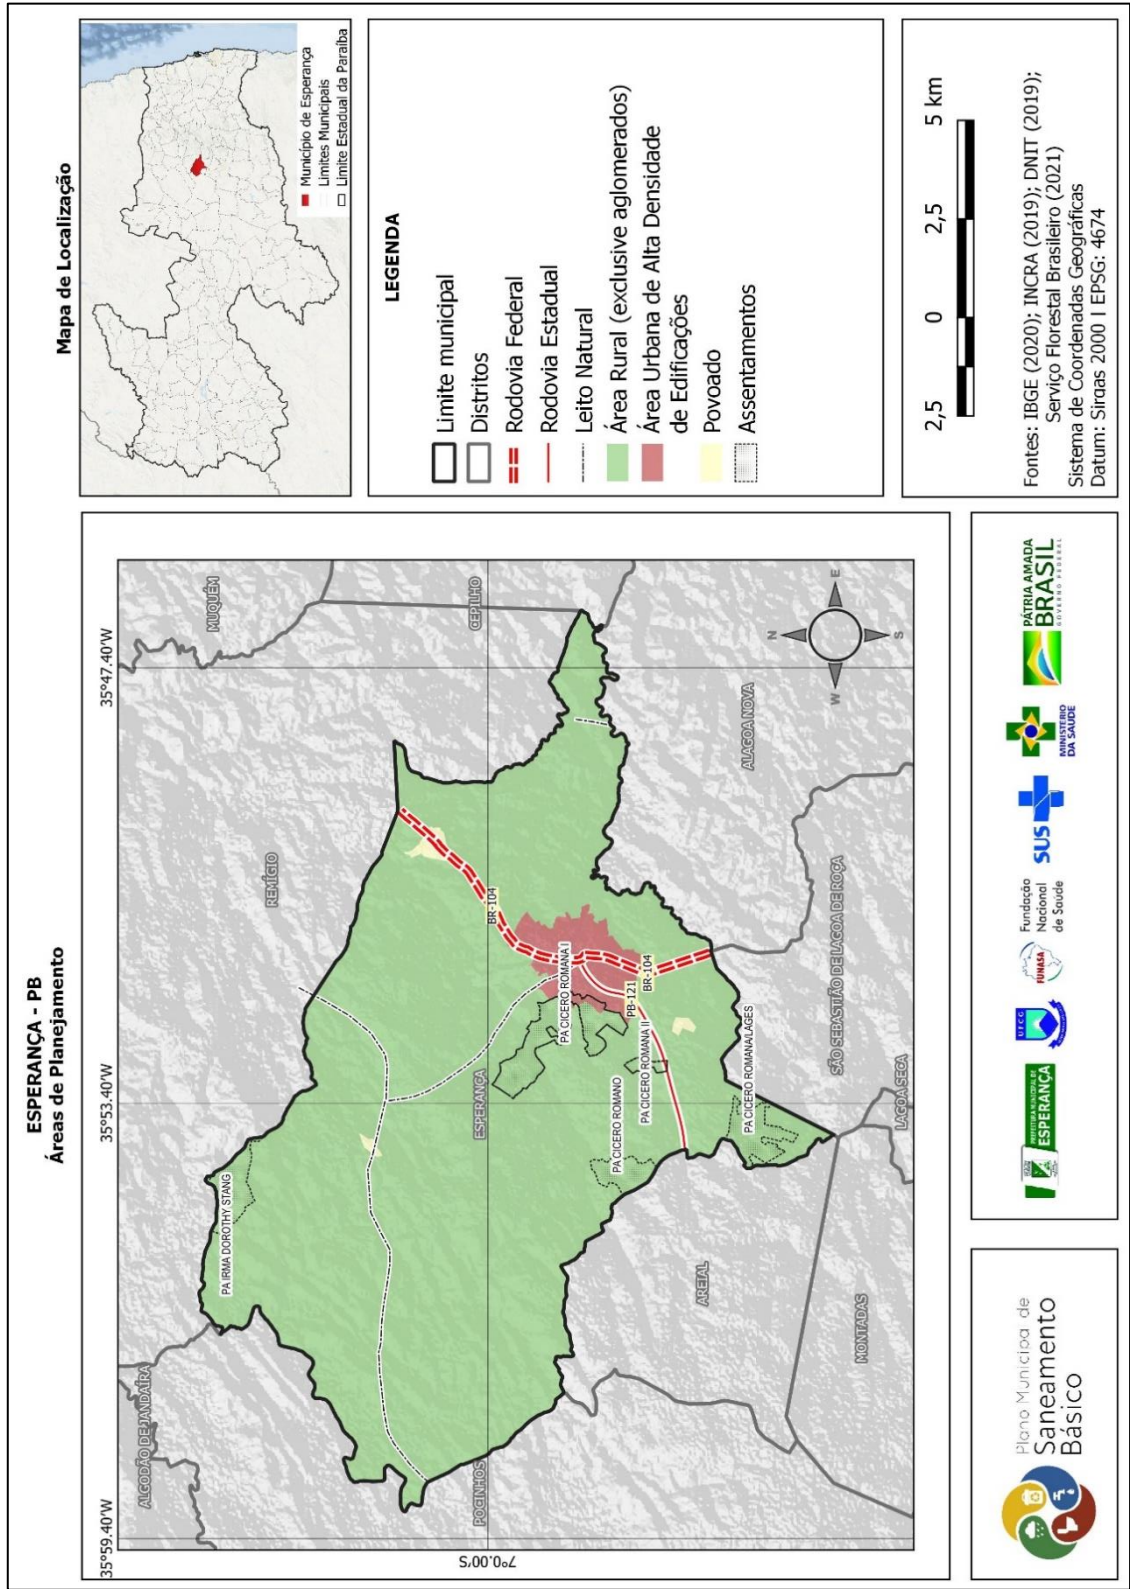 ESPERANÇA - PB
Áreas de Planejamento
35°59.40'W
35°53.40'W
35°47.40'W
7°0.00'S
ALGODÃO DE JANDAÍRA
REMÍGIO
MUQUÉM
CEPILHO
POCINHOS
ESPERANÇA
AREIAL
MONTADAS
LAGOA SECA
SÃO SEBASTIÃO DE LAGOA DE ROÇA
ALAGOA NOVA
PA IRMA DOROTHY STANG
PA CICERO ROMANA I
PA CICERO ROMANO
PA CICERO ROMANA II
PA CICERO ROMANA/LAGES
BR-104
BR-104
PB-121
N
E
S
W
Mapa de Localização
Município de Esperança
Limites Municipais
Limite Estadual da Paraíba
LEGENDA
Limite municipal
Distritos
Rodovia Federal
Rodovia Estadual
Leito Natural
Área Rural (exclusive aglomerados)
Área Urbana de Alta Densidade
de Edificações
Povoado
Assentamentos
2,5 0 2,5 5 km
Fontes: IBGE (2020); INCRA (2019); DNIT (2019);
Serviço Florestal Brasileiro (2021)
Sistema de Coordenadas Geográficas
Datum: Sirgas 2000 | EPSG: 4674
Plano Municipal de
Saneamento
Básico
PREFEITURA MUNICIPAL DE
ESPERANÇA
UFCG
FUNASA
Fundação
Nacional
de Saúde
SUS
MINISTÉRIO
DA SAÚDE
PÁTRIA AMADA
BRASIL
GOVERNO FEDERAL